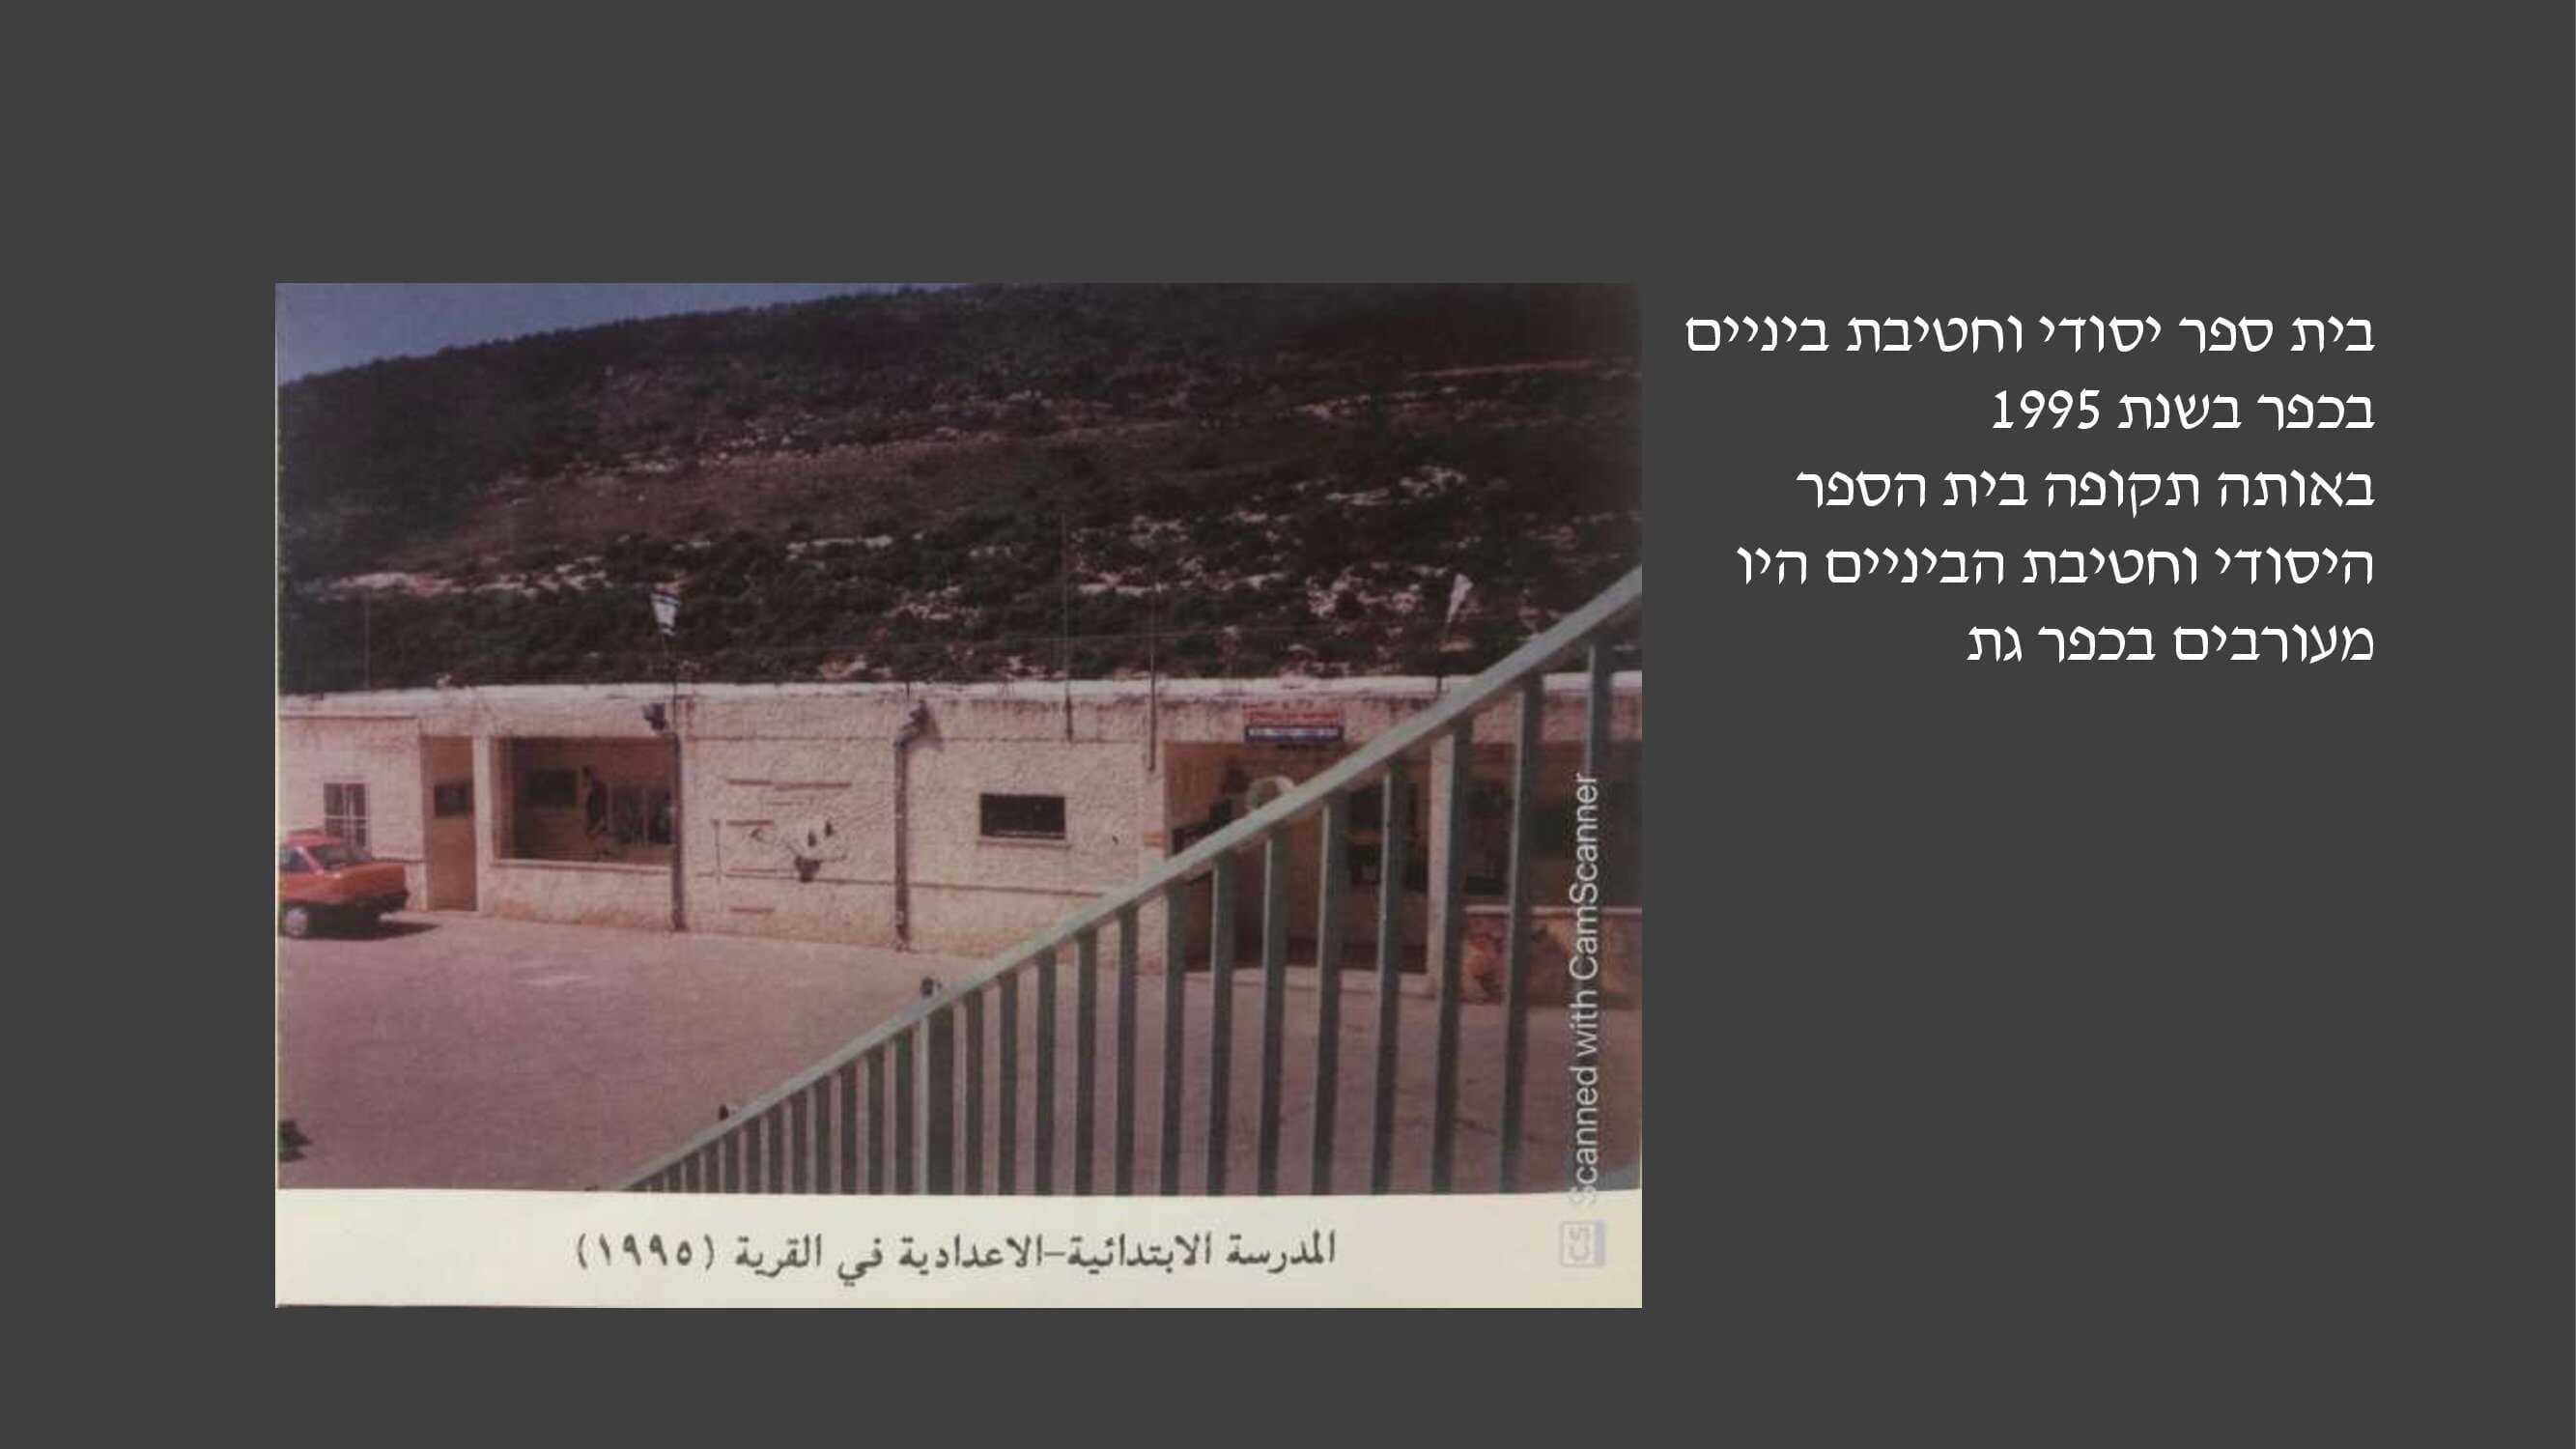 בית ספר יסודי וחטיבת ביניים
בכפר בשנת 1995
באותה תקופה בית הספר
היסודי וחטיבת הביניים היו
מעורבים בכפר גת
Scanned with CamScanner
CS
المدرسة الابتدائية-الاعدادية في القرية (١٩٩٥)